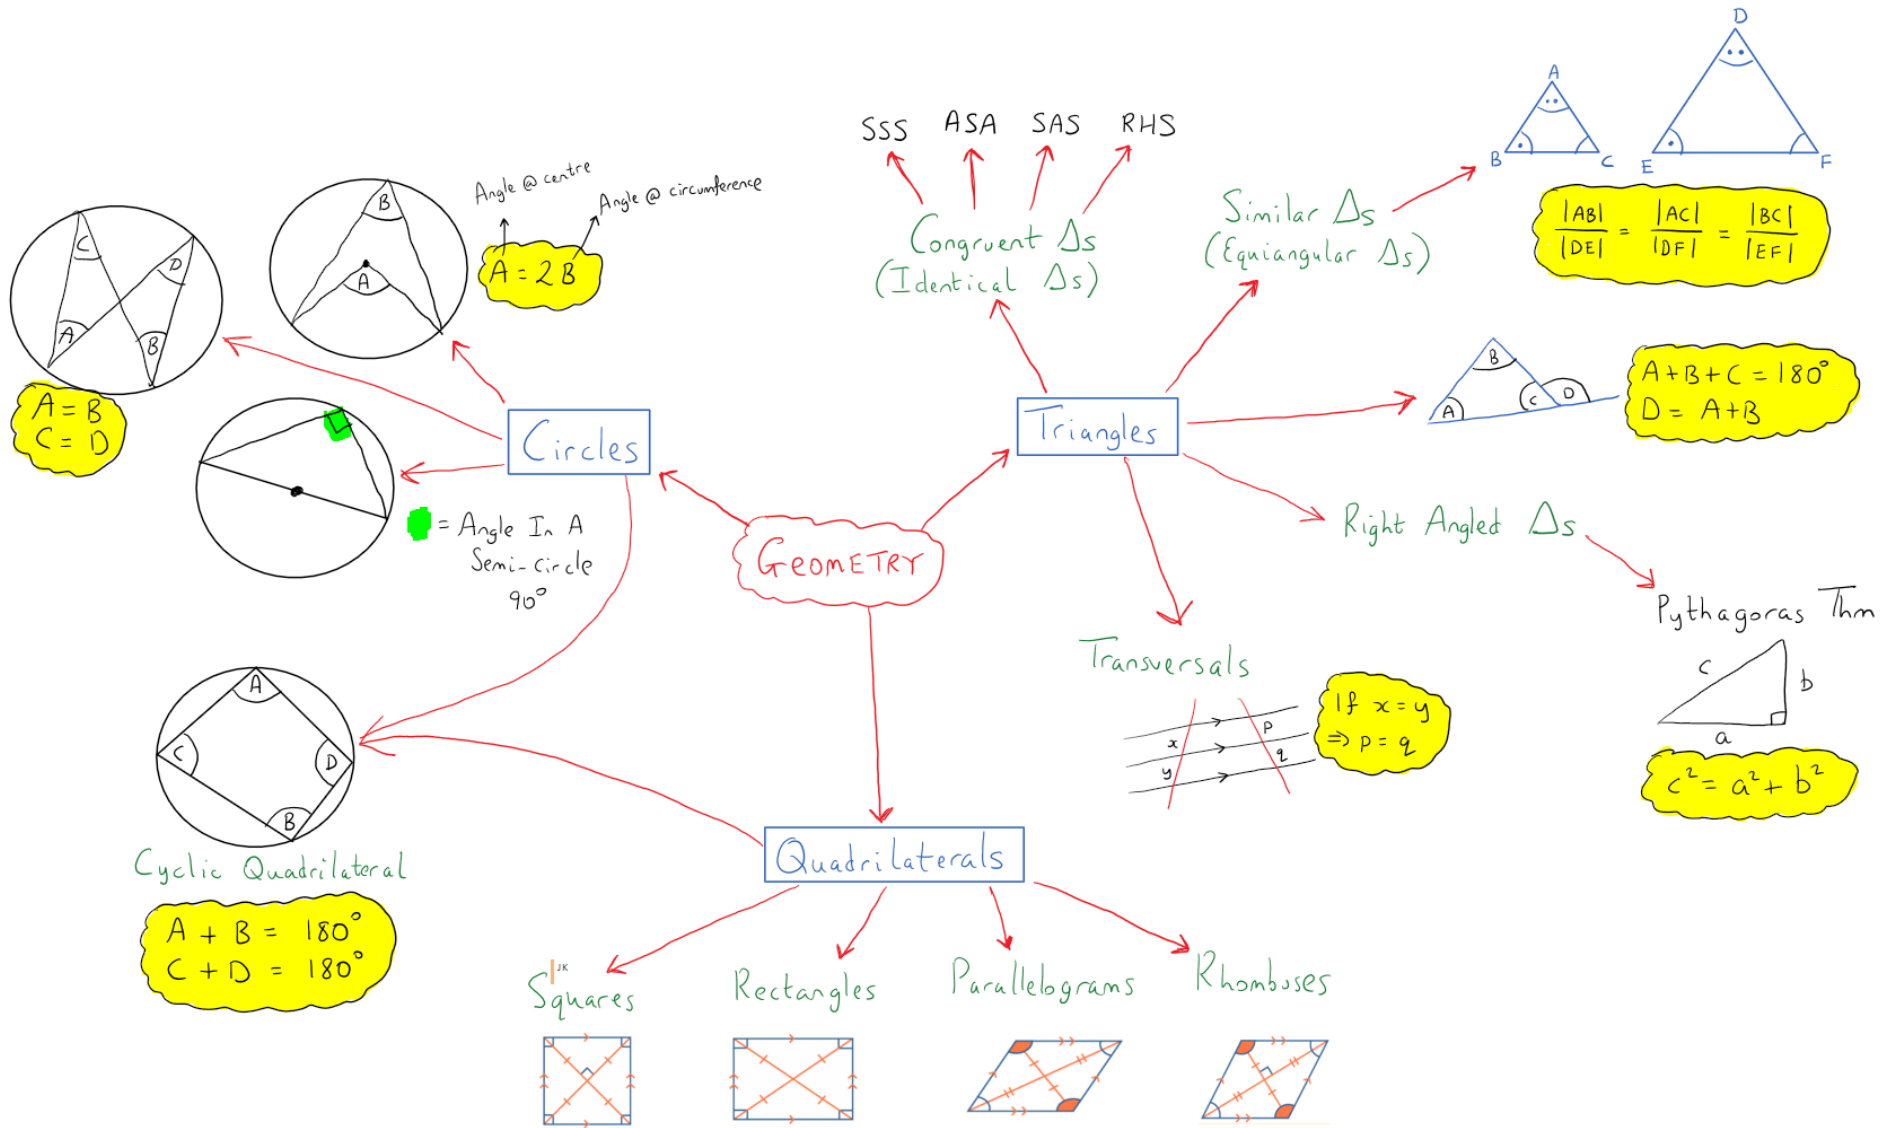 GEOMETRY
Circles
Angle @ centre
Angle @ circumference
A = 2B
B
A
C
D
A
B
A = B
C = D
= Angle In A
Semi-circle
90°
A
C
D
B
Cyclic Quadrilateral
A + B = 180°
C + D = 180°
Triangles
SSS
ASA
SAS
RHS
Congruent Δs
(Identical Δs)
Similar Δs
(Equiangular Δs)
A
B
C
D
E
F
|AB|/|DE| = |AC|/|DF| = |BC|/|EF|
B
A
C
D
A+B+C = 180°
D = A+B
Right Angled Δs
Pythagoras Thm
c
b
a
c² = a² + b²
Transversals
x
y
p
q
If x = y
⇒ p = q
Quadrilaterals
JK
Squares
Rectangles
Parallelograms
Rhombuses